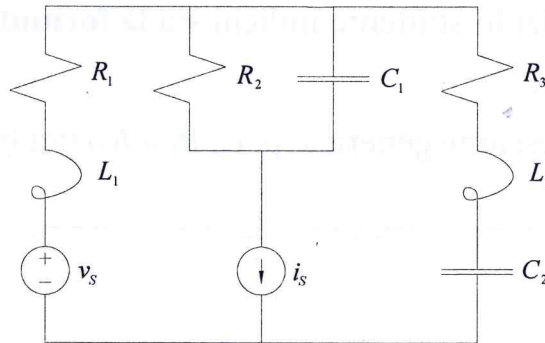 R₁
R₂
C₁
R₃
L₁
L
+
−
v_S
i_S
C₂